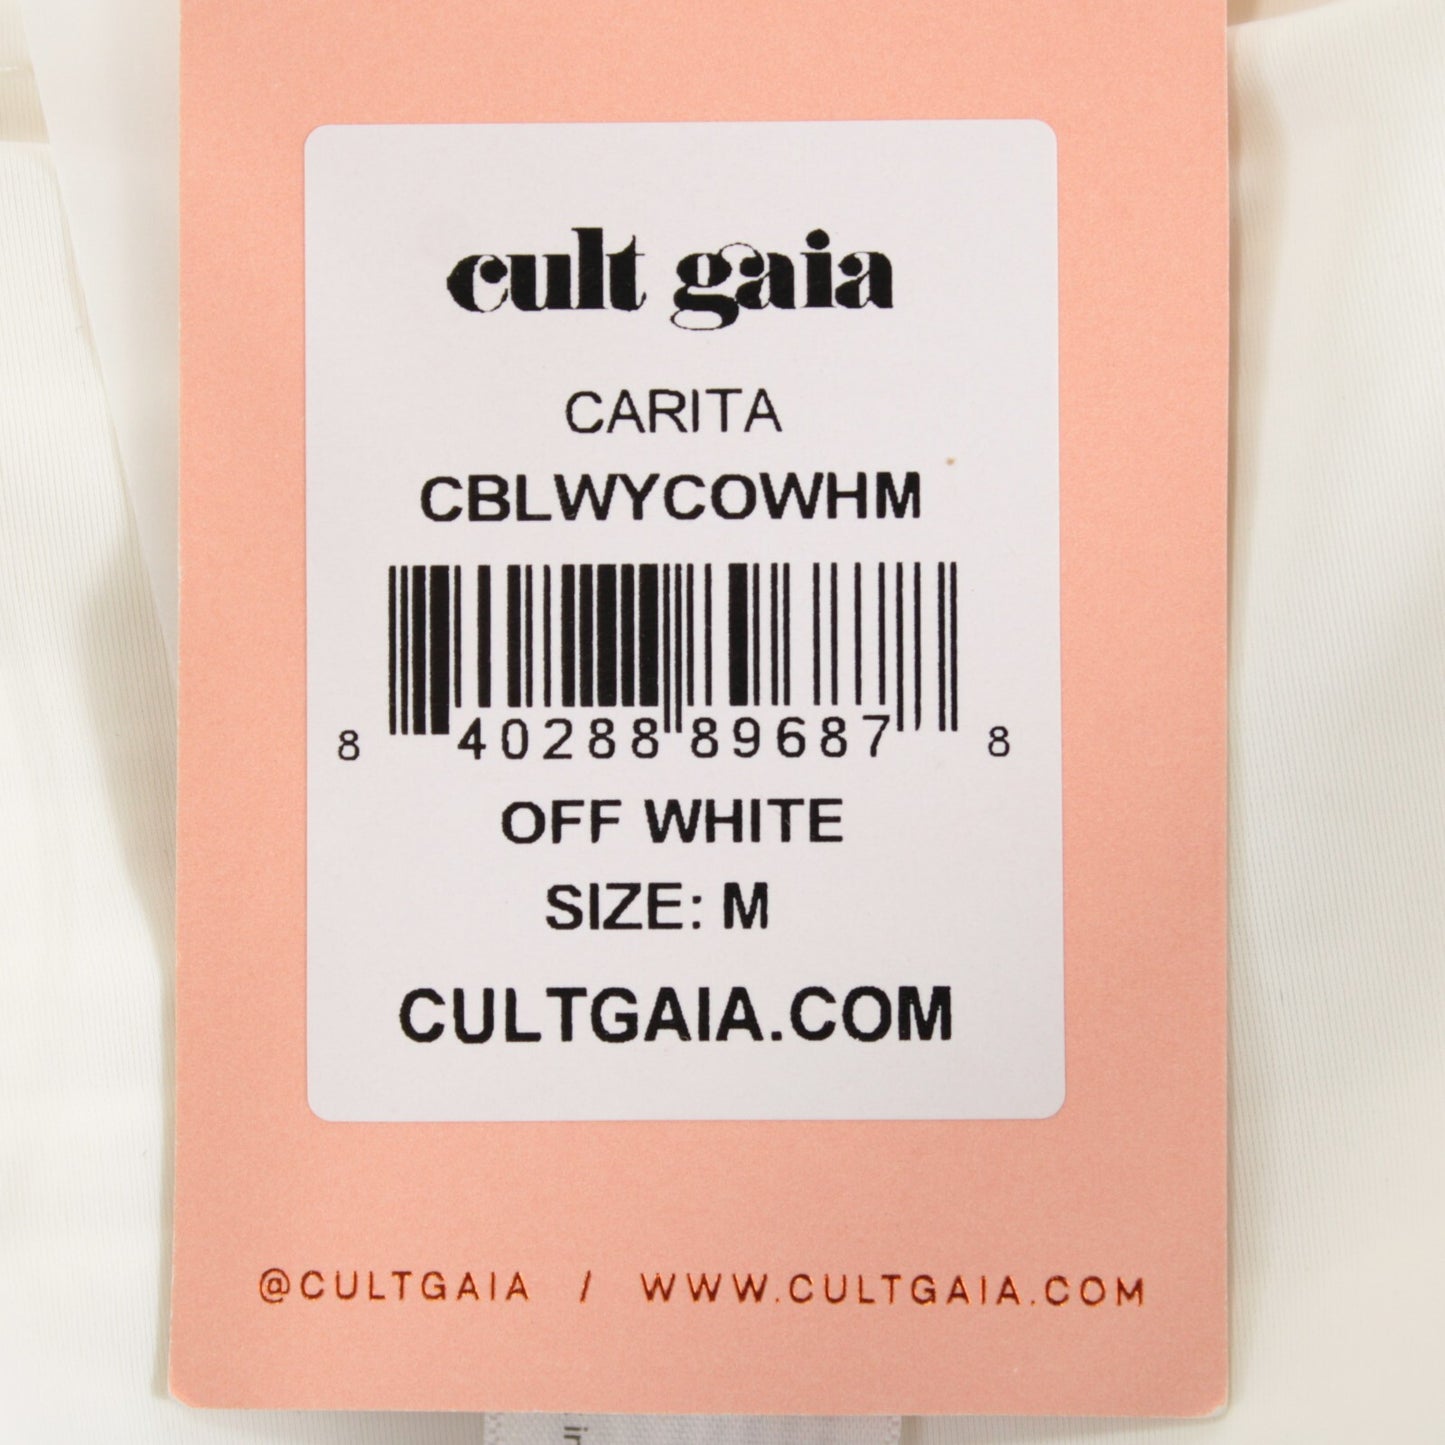 cult gaia
CARITA
CBLWYCOWHM
8 40288 89687 8
OFF WHITE
SIZE: M
CULTGAIA.COM
@CULTGAIA / WWW.CULTGAIA.COM